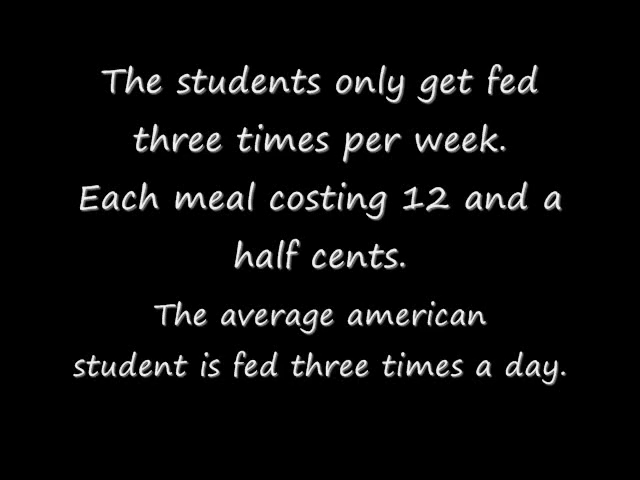 The students only get fed
three times per week.
Each meal costing 12 and a
half cents.
The average american
student is fed three times a day.